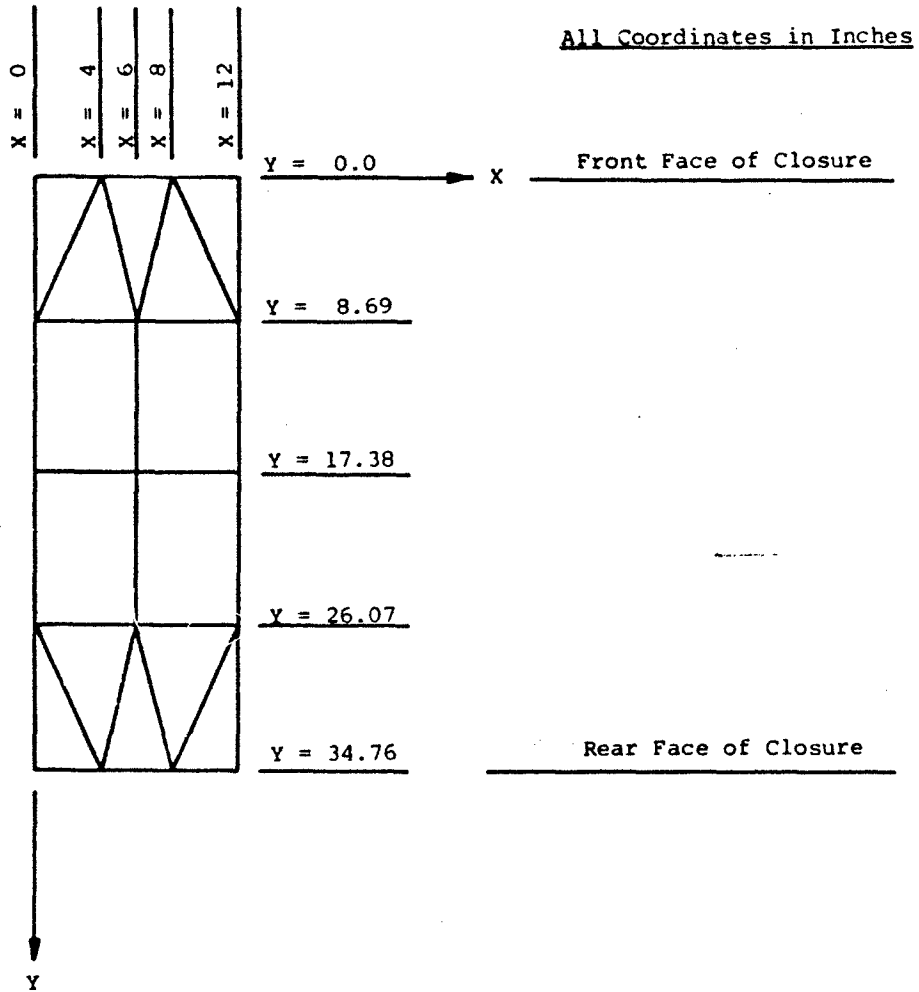 All Coordinates in Inches
X = 0
X = 4
X = 6
X = 8
X = 12
Y = 0.0
X
Front Face of Closure
Y = 8.69
Y = 17.38
Y = 26.07
Y = 34.76
Rear Face of Closure
Y